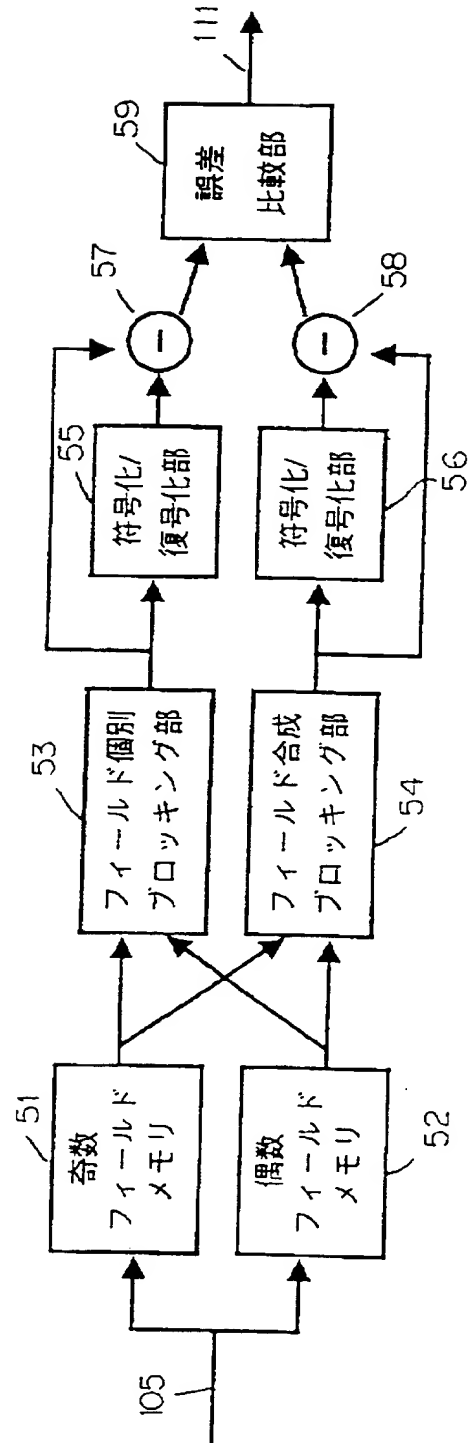 105
51
奇数
フィールド
メモリ
偶数
フィールド
メモリ
52
53
フィールド個別
ブロッキング部
フィールド合成
ブロッキング部
54
55
符号化/
復号化部
符号化/
復号化部
56
57
−
−
58
59
誤差
比較部
111